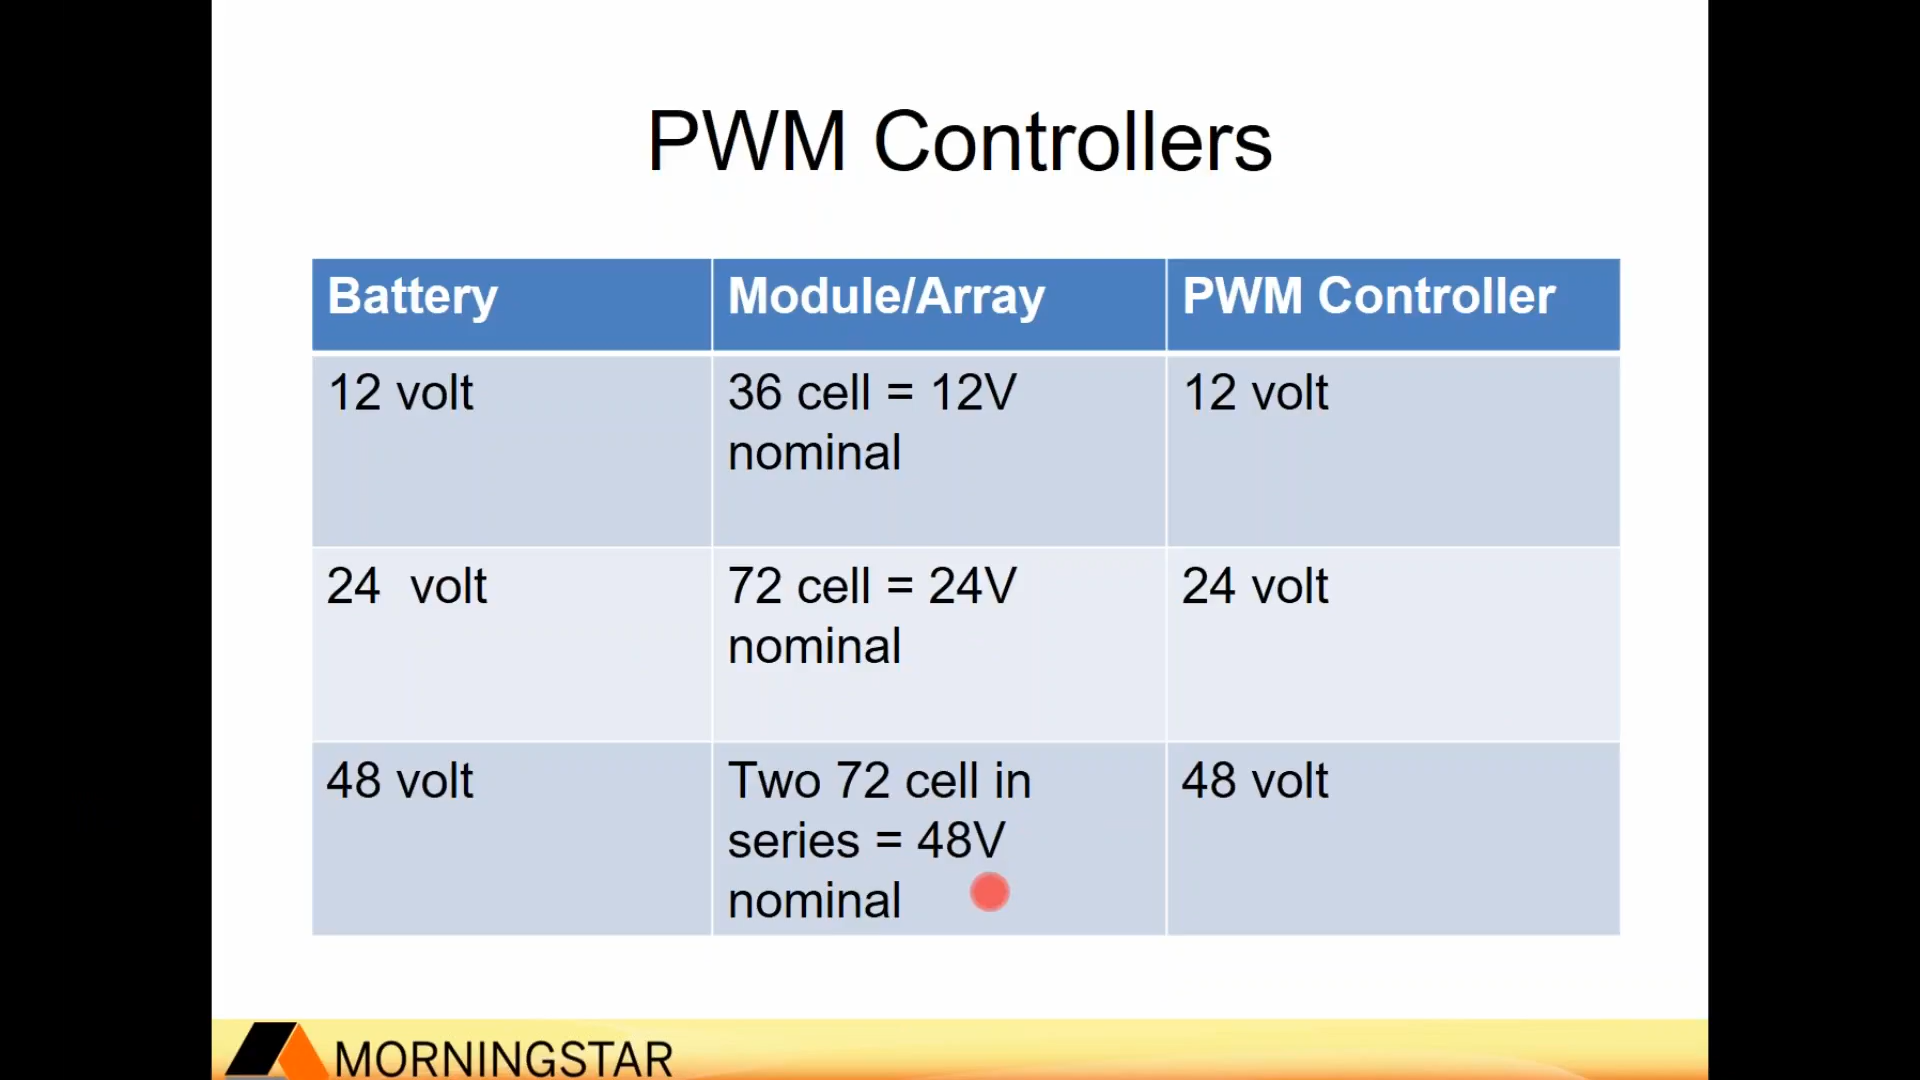 PWM Controllers
Battery Module/Array PWM Controller
12 volt 36 cell = 12V 12 volt
nominal
24 volt 72 cell = 24V 24 volt
nominal
48 volt Two 72 cell in 48 volt
series = 48V
nominal
MORNINGSTAR